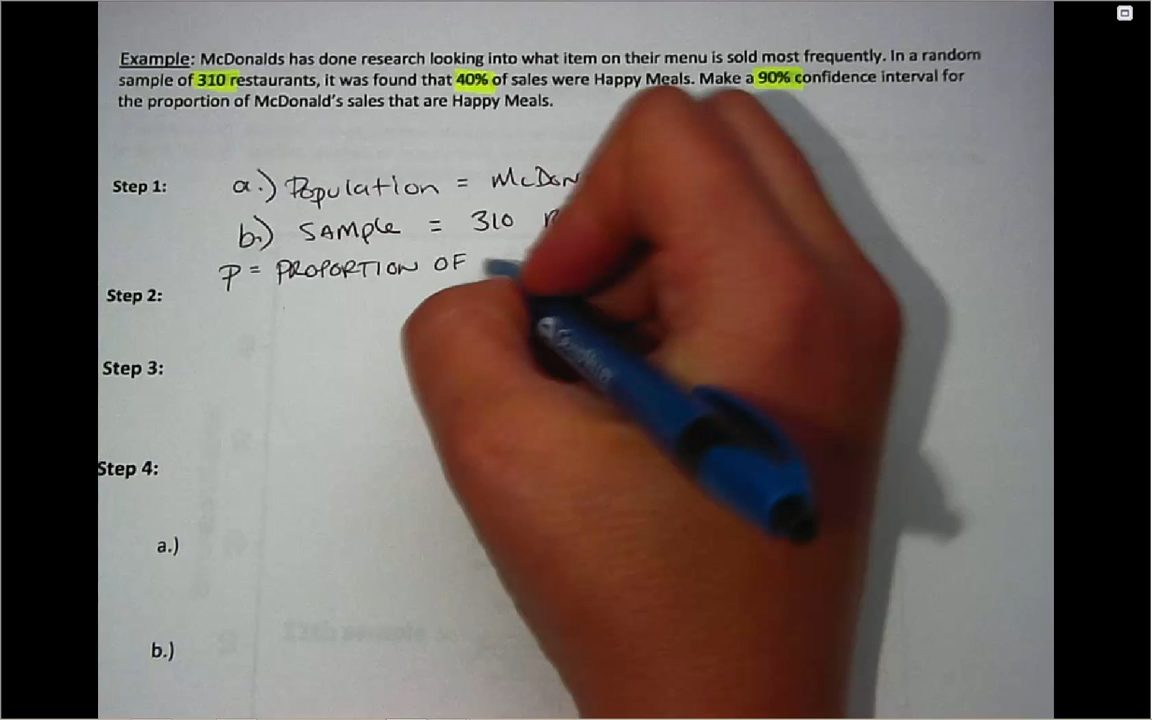 Example: McDonalds has done research looking into what item on their menu is sold most frequently. In a random
sample of 310 restaurants, it was found that 40% of sales were Happy Meals. Make a 90% confidence interval for
the proportion of McDonald's sales that are Happy Meals.
Step 1:
a.) Population = McDon
b.) Sample = 310
p = PROPORTION OF
Step 2:
Step 3:
Step 4:
a.)
b.)